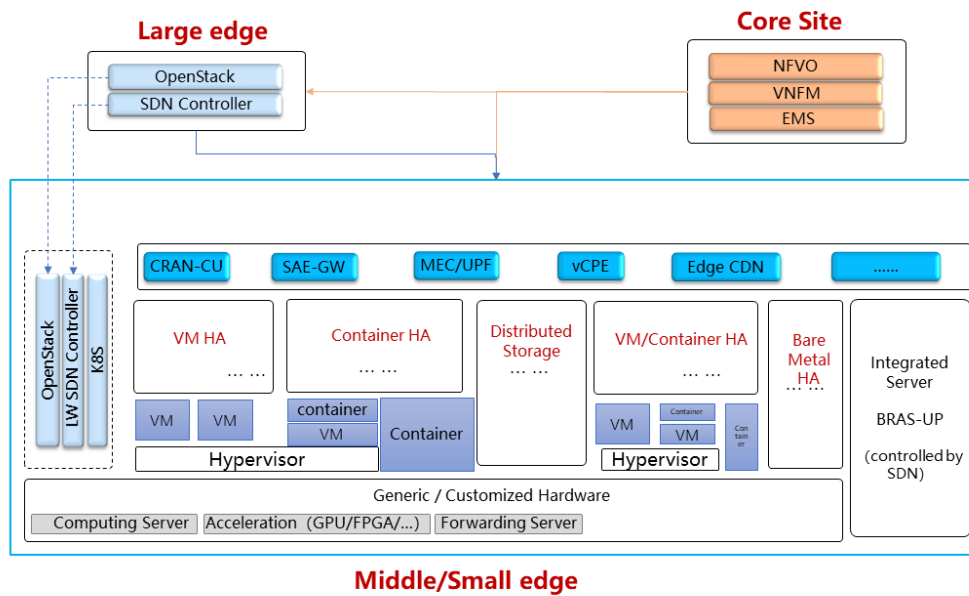 Large edge
OpenStack
SDN Controller
Core Site
NFVO
VNFM
EMS
OpenStack
LW SDN Controller
K8S
CRAN-CU
SAE-GW
MEC/UPF
vCPE
Edge CDN
......
VM HA
... ...
Container HA
... ...
Distributed
Storage
... ...
VM/Container HA
... ...
Bare
Metal
HA
... ...
Integrated
Server
BRAS-UP
(controlled by
SDN)
VM
VM
container
VM
Container
Hypervisor
VM
Container
VM
Con
tain
er
Hypervisor
Generic / Customized Hardware
Computing Server
Acceleration（GPU/FPGA/...）
Forwarding Server
Middle/Small edge